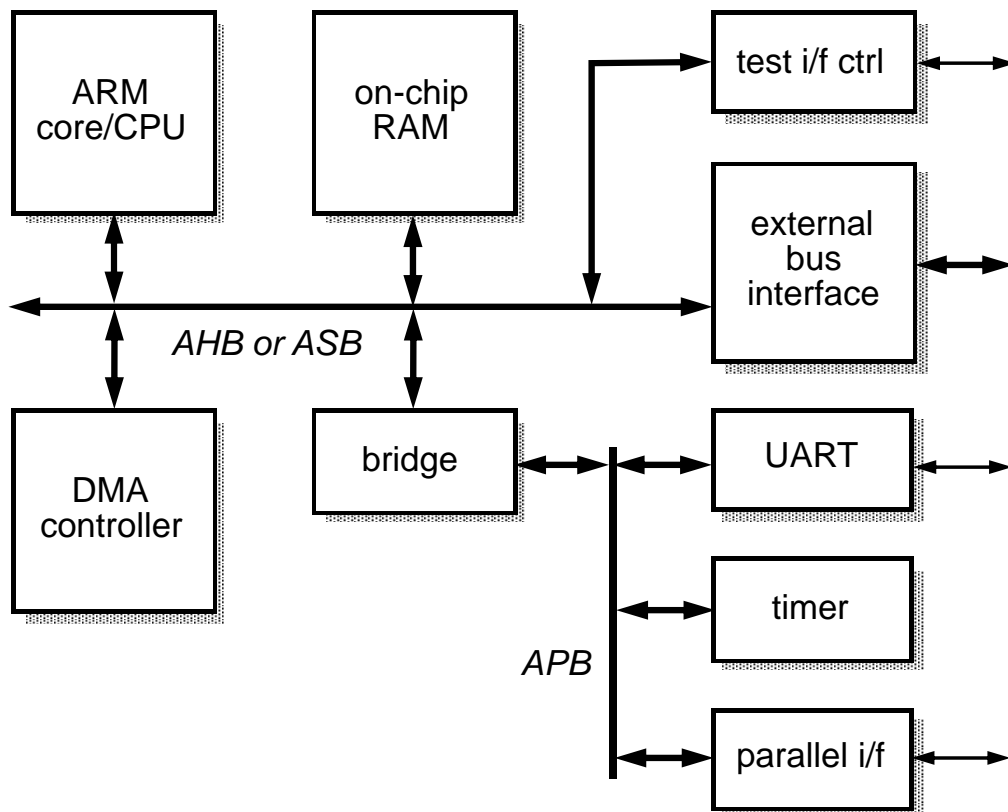 ARM
core/CPU
on-chip
RAM
test i/f ctrl
external
bus
interface
AHB or ASB
DMA
controller
bridge
UART
timer
APB
parallel i/f